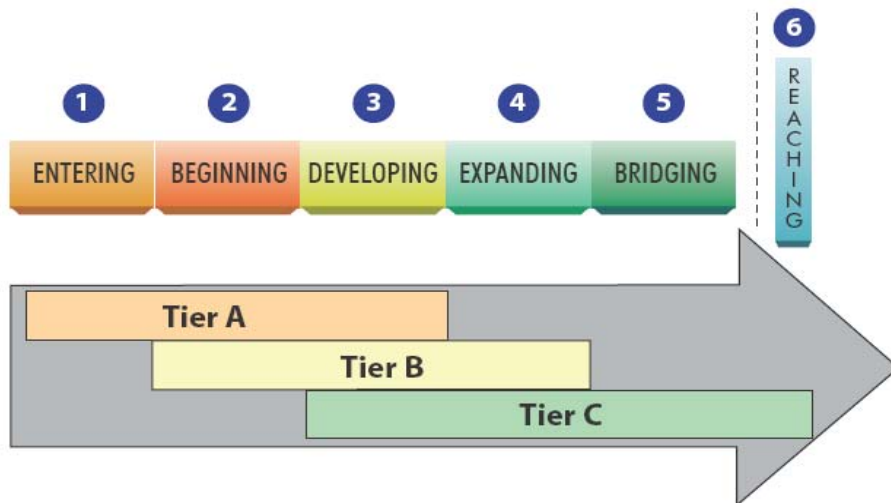 1 2 3 4 5 6
ENTERING BEGINNING DEVELOPING EXPANDING BRIDGING REACHING
Tier A
Tier B
Tier C